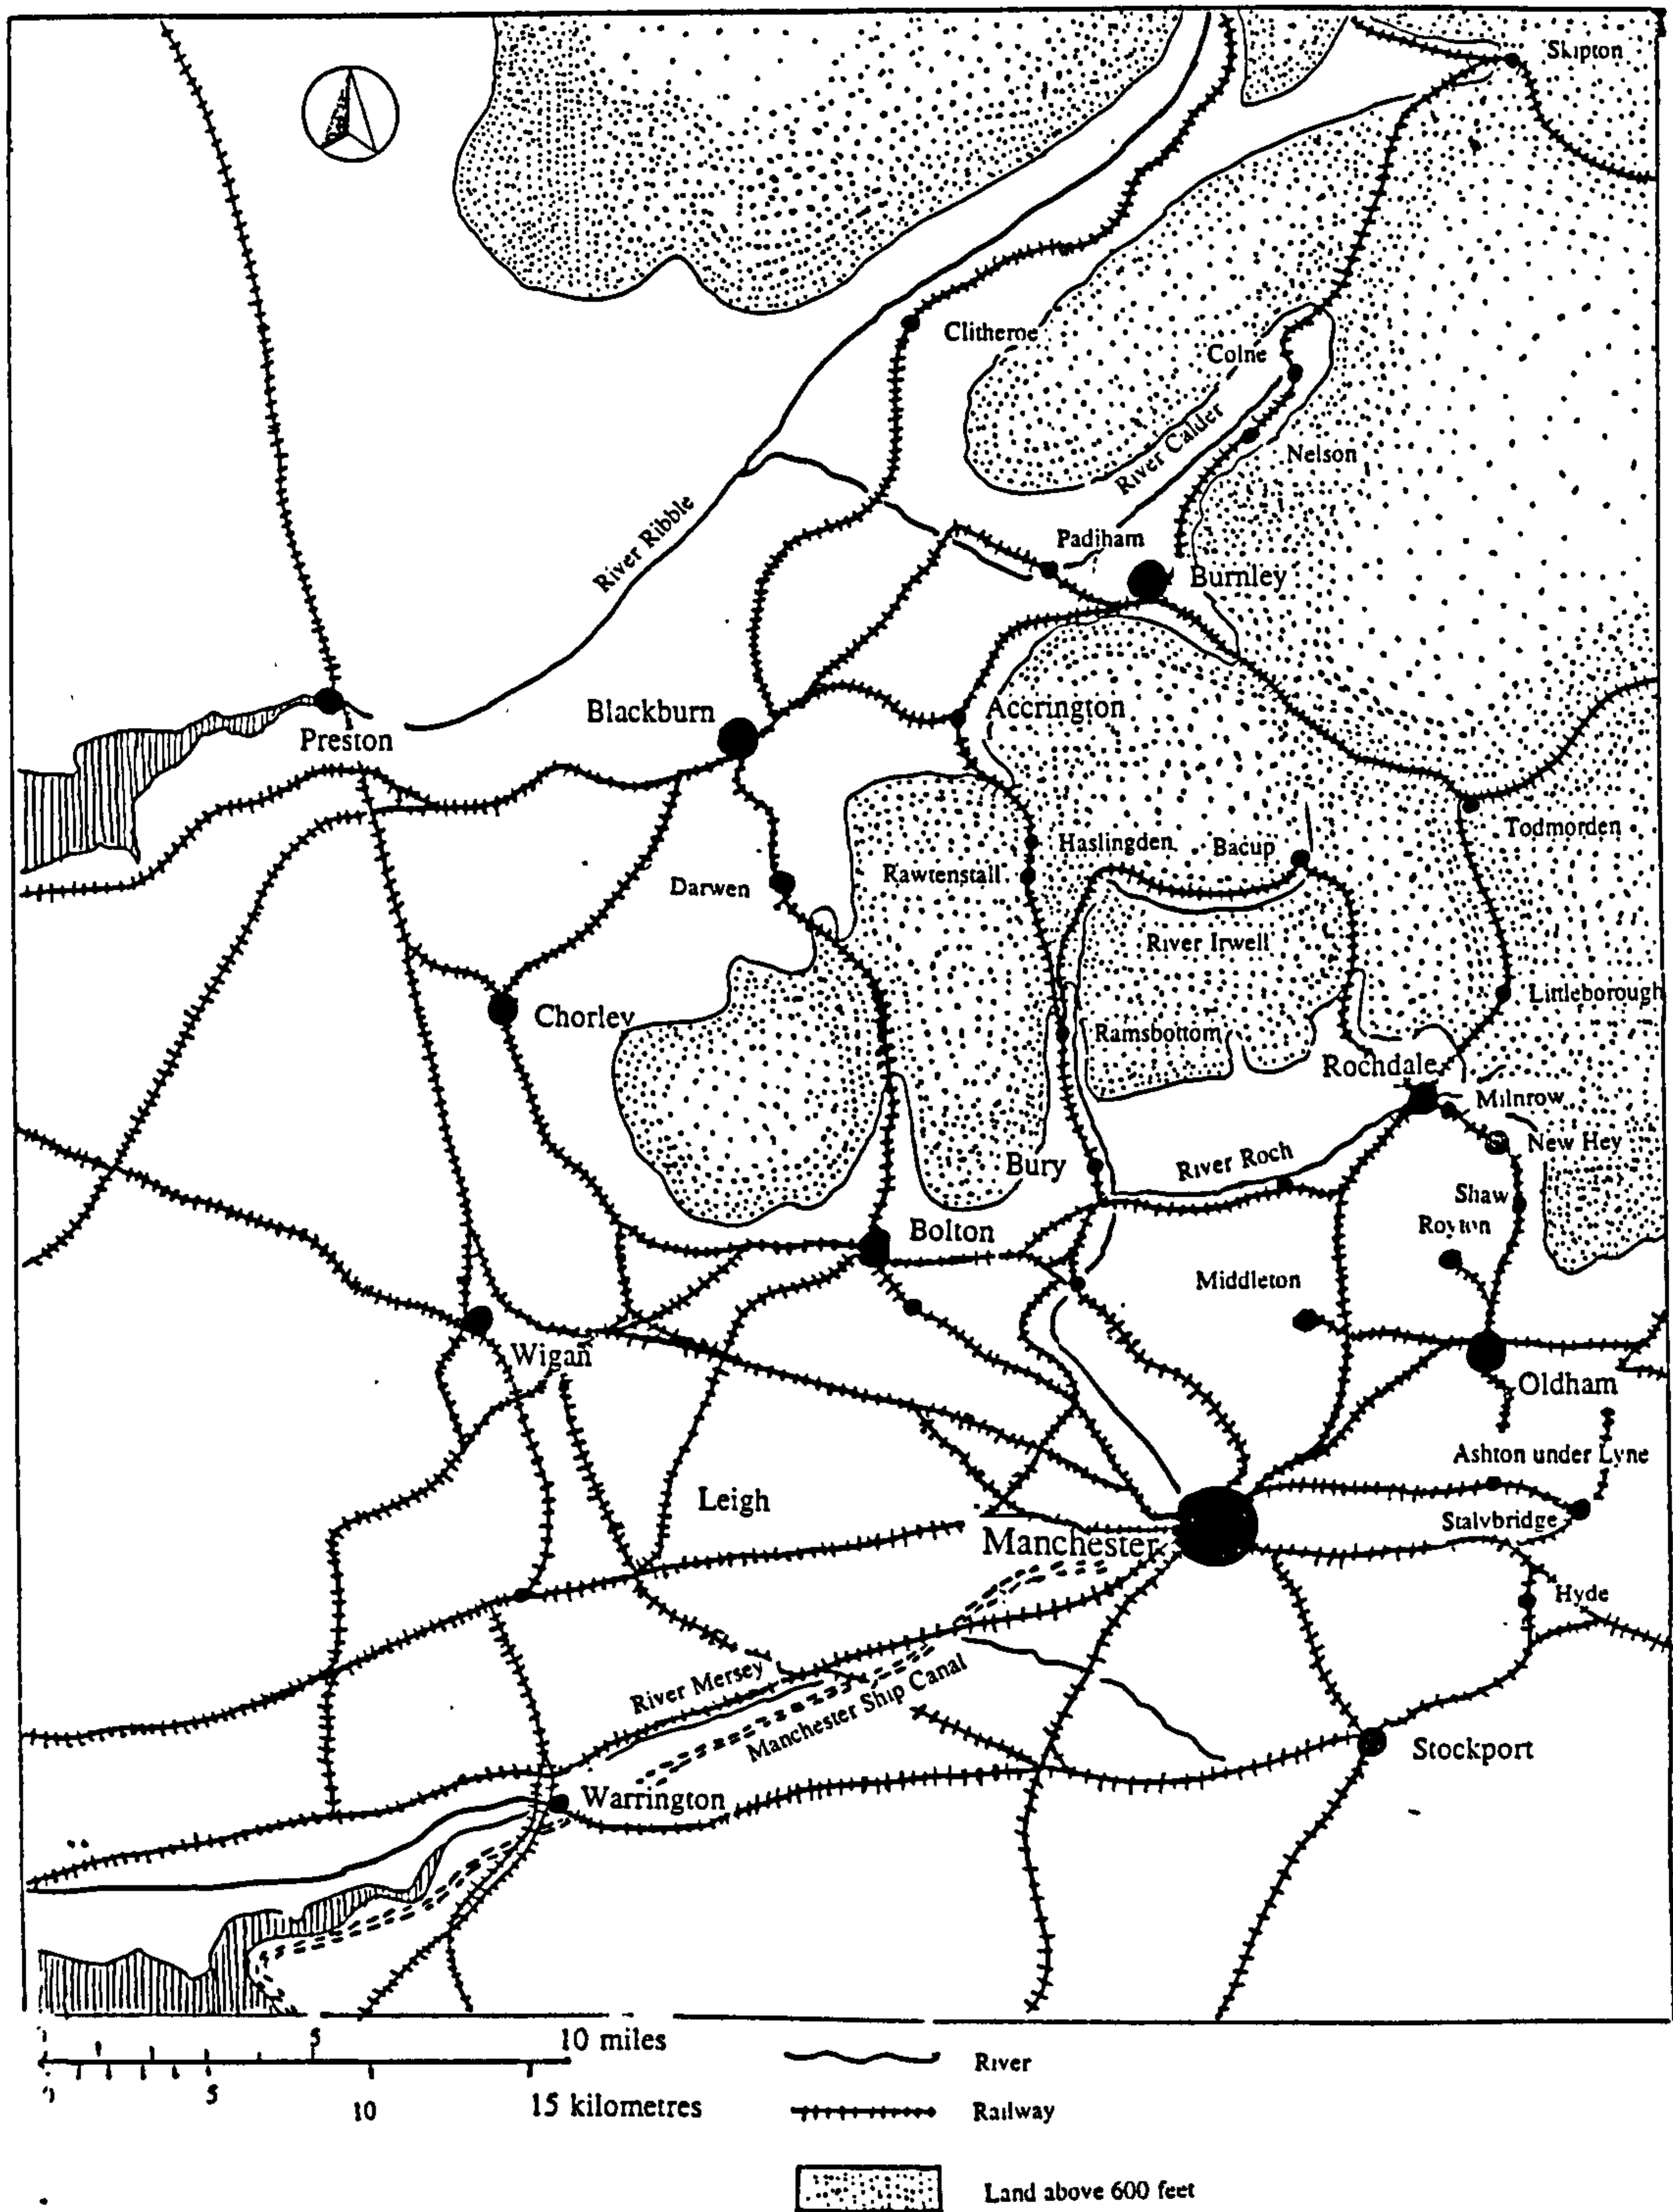 Skipton
Clitheroe
Colne
River Calder
Nelson
River Ribble
Padiham
Burnley
Blackburn
Accrington
Preston
Todmorden
Haslingden
Bacup
Darwen
Rawtenstall
River Irwell
Littleborough
Chorley
Ramsbottom
Rochdale
Milnrow
New Hey
Bury
River Roch
Shaw
Royton
Bolton
Middleton
Wigan
Oldham
Ashton under Lyne
Leigh
Stalybridge
Manchester
Hyde
River Mersey
Manchester Ship Canal
Stockport
Warrington
5 10 miles
0 5 10 15 kilometres
River
Railway
Land above 600 feet